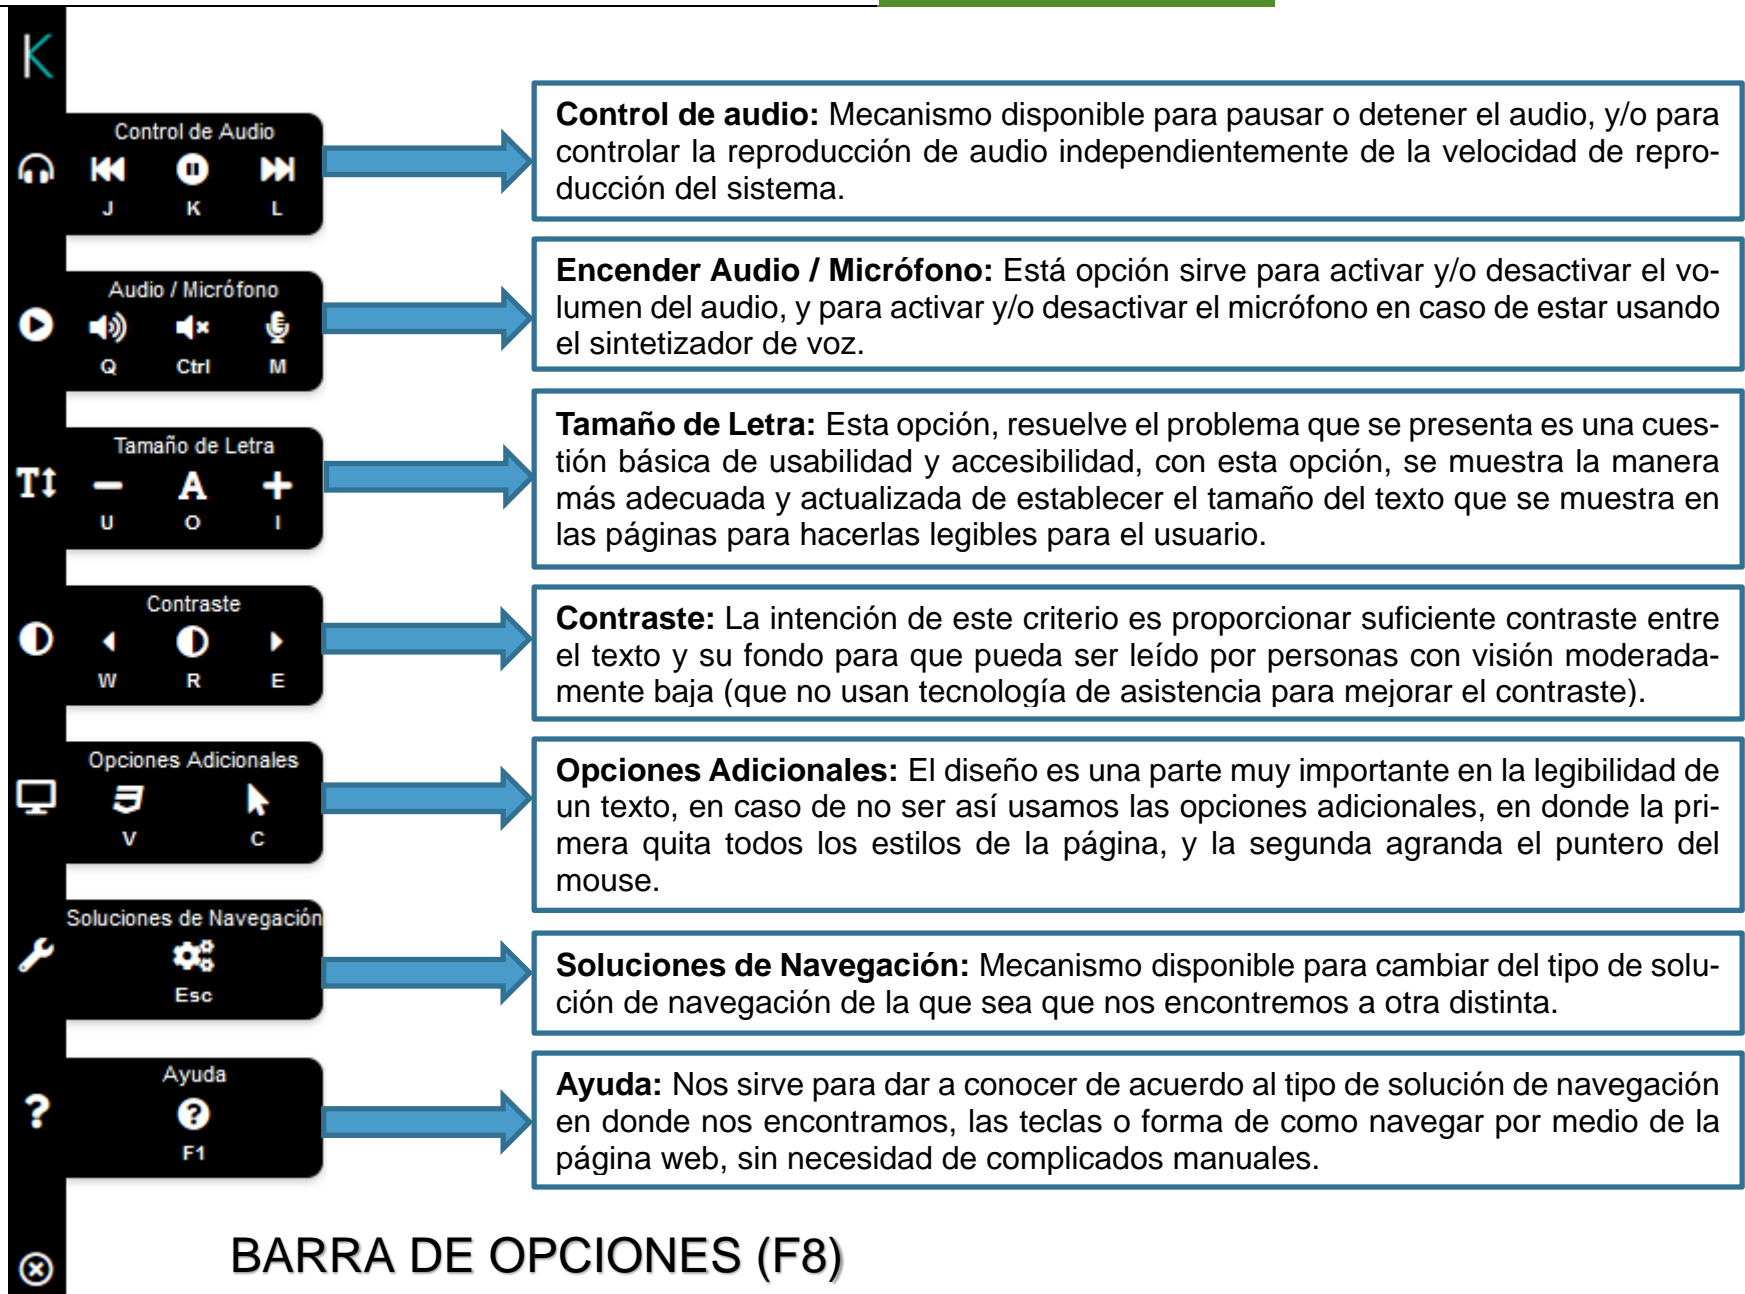 K
Control de Audio
J K L
Control de audio: Mecanismo disponible para pausar o detener el audio, y/o para
controlar la reproducción de audio independientemente de la velocidad de repro-
ducción del sistema.
Audio / Micrófono
Q Ctrl M
Encender Audio / Micrófono: Está opción sirve para activar y/o desactivar el vo-
lumen del audio, y para activar y/o desactivar el micrófono en caso de estar usando
el sintetizador de voz.
Tamaño de Letra
A
U O I
Tamaño de Letra: Esta opción, resuelve el problema que se presenta es una cues-
tión básica de usabilidad y accesibilidad, con esta opción, se muestra la manera
más adecuada y actualizada de establecer el tamaño del texto que se muestra en
las páginas para hacerlas legibles para el usuario.
Contraste
W R E
Contraste: La intención de este criterio es proporcionar suficiente contraste entre
el texto y su fondo para que pueda ser leído por personas con visión moderada-
mente baja (que no usan tecnología de asistencia para mejorar el contraste).
Opciones Adicionales
V C
Opciones Adicionales: El diseño es una parte muy importante en la legibilidad de
un texto, en caso de no ser así usamos las opciones adicionales, en donde la pri-
mera quita todos los estilos de la página, y la segunda agranda el puntero del
mouse.
Soluciones de Navegación
Esc
Soluciones de Navegación: Mecanismo disponible para cambiar del tipo de solu-
ción de navegación de la que sea que nos encontremos a otra distinta.
Ayuda
?
F1
Ayuda: Nos sirve para dar a conocer de acuerdo al tipo de solución de navegación
en donde nos encontramos, las teclas o forma de como navegar por medio de la
página web, sin necesidad de complicados manuales.
BARRA DE OPCIONES (F8)